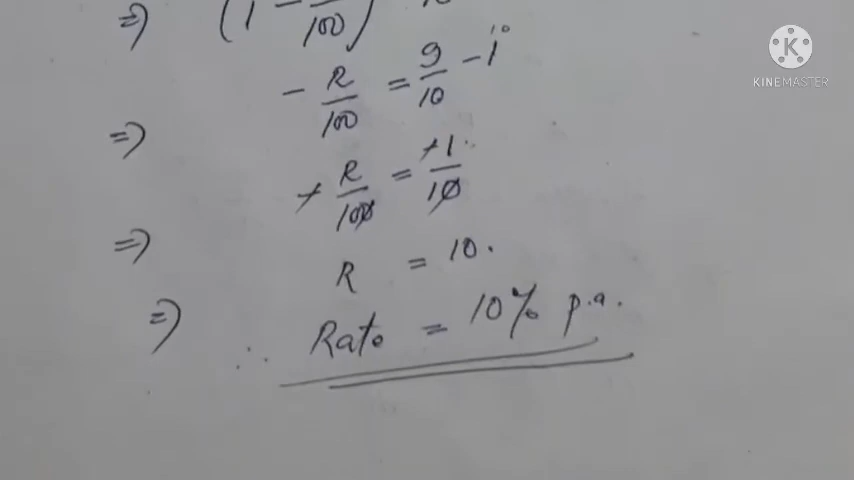 ⇒ (1 - /100)
- R/100 = 9/10 - 1
⇒
- R/100 = -1/10
⇒
R = 10.
⇒
∴ Rate = 10% p.a.
K
KINEMASTER